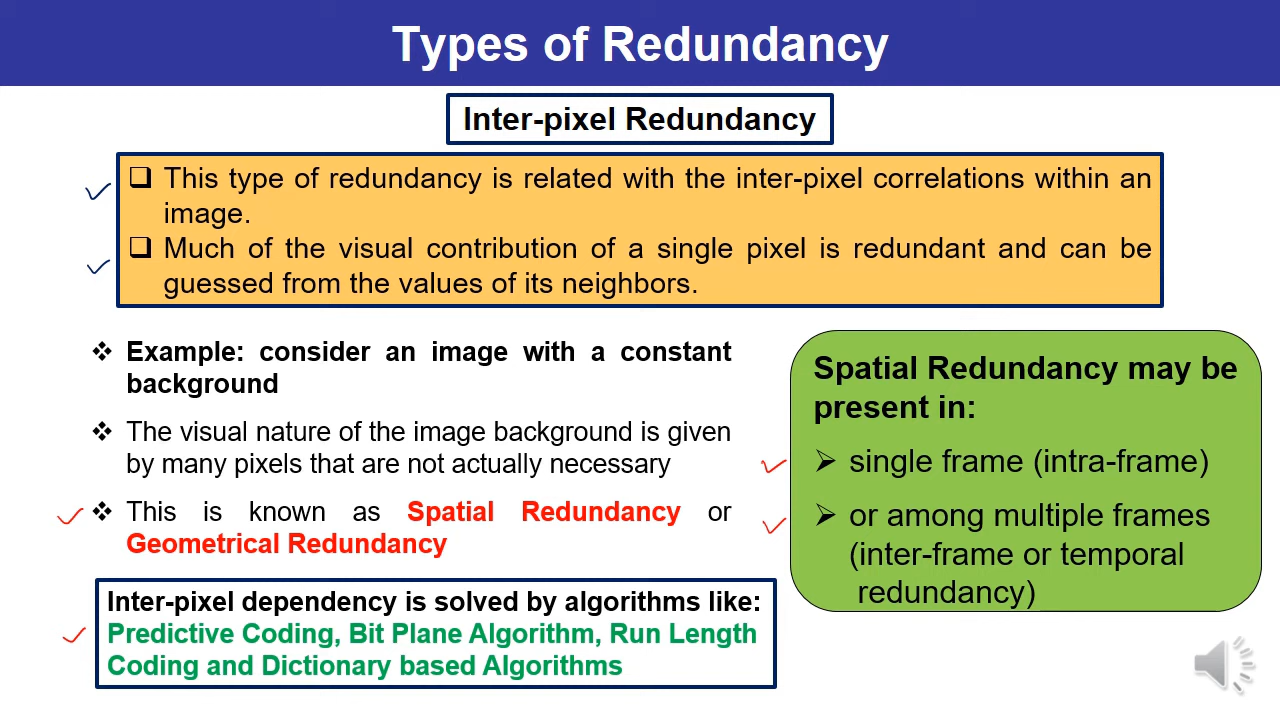 Types of Redundancy
Inter-pixel Redundancy
❑ This type of redundancy is related with the inter-pixel correlations within an
image.
❑ Much of the visual contribution of a single pixel is redundant and can be
guessed from the values of its neighbors.
❖ Example: consider an image with a constant
background
❖ The visual nature of the image background is given
by many pixels that are not actually necessary
❖ This is known as Spatial Redundancy or
Geometrical Redundancy
Inter-pixel dependency is solved by algorithms like:
Predictive Coding, Bit Plane Algorithm, Run Length
Coding and Dictionary based Algorithms
Spatial Redundancy may be
present in:
➢ single frame (intra-frame)
➢ or among multiple frames
(inter-frame or temporal
redundancy)